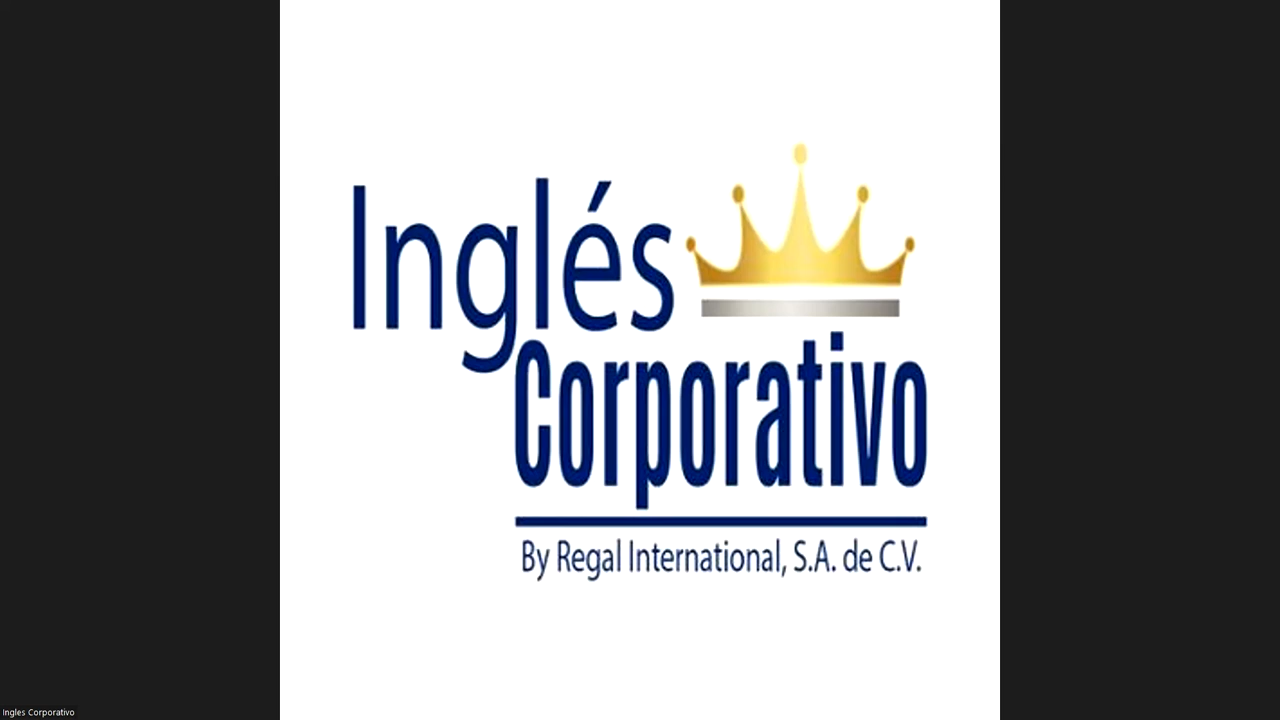 Inglés
Corporativo
By Regal International, S.A. de C.V.
Ingles Corporativo